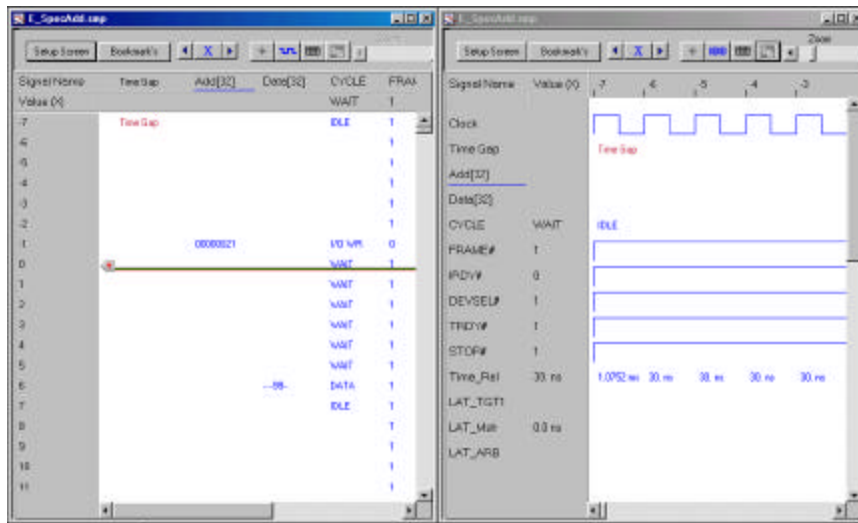 E_SpecAdd.smp
Setup Screen Bookmark's X
Signal Name Time Gap Add[32] Data[32] CYCLE FRAM
Value (X) WAIT 1
-7 Time Gap IDLE 1
-6 1
-5 1
-4 1
-3 1
-2 1
-1 00000021 I/O WR 0
0 WAIT 1
1 WAIT 1
2 WAIT 1
3 WAIT 1
4 WAIT 1
5 WAIT 1
6 DATA 1
7 IDLE 1
8 1
9 1
10 1
11 1
E_SpecAdd.smp
Setup Screen Bookmark's X Zoom
Signal Name Value (X) -7 -6 -5 -4 -3
Clock
Time Gap Time Gap
Add[32]
Data[32]
CYCLE WAIT IDLE
FRAME# 1
IRDY# 0
DEVSEL# 1
TRDY# 1
STOP# 1
Time_Rel 30. ns 1.0752 ms 30. ns 30. ns 30. ns 30. ns
LAT_TGT1
LAT_Mstr 0.0 ns
LAT_ARB